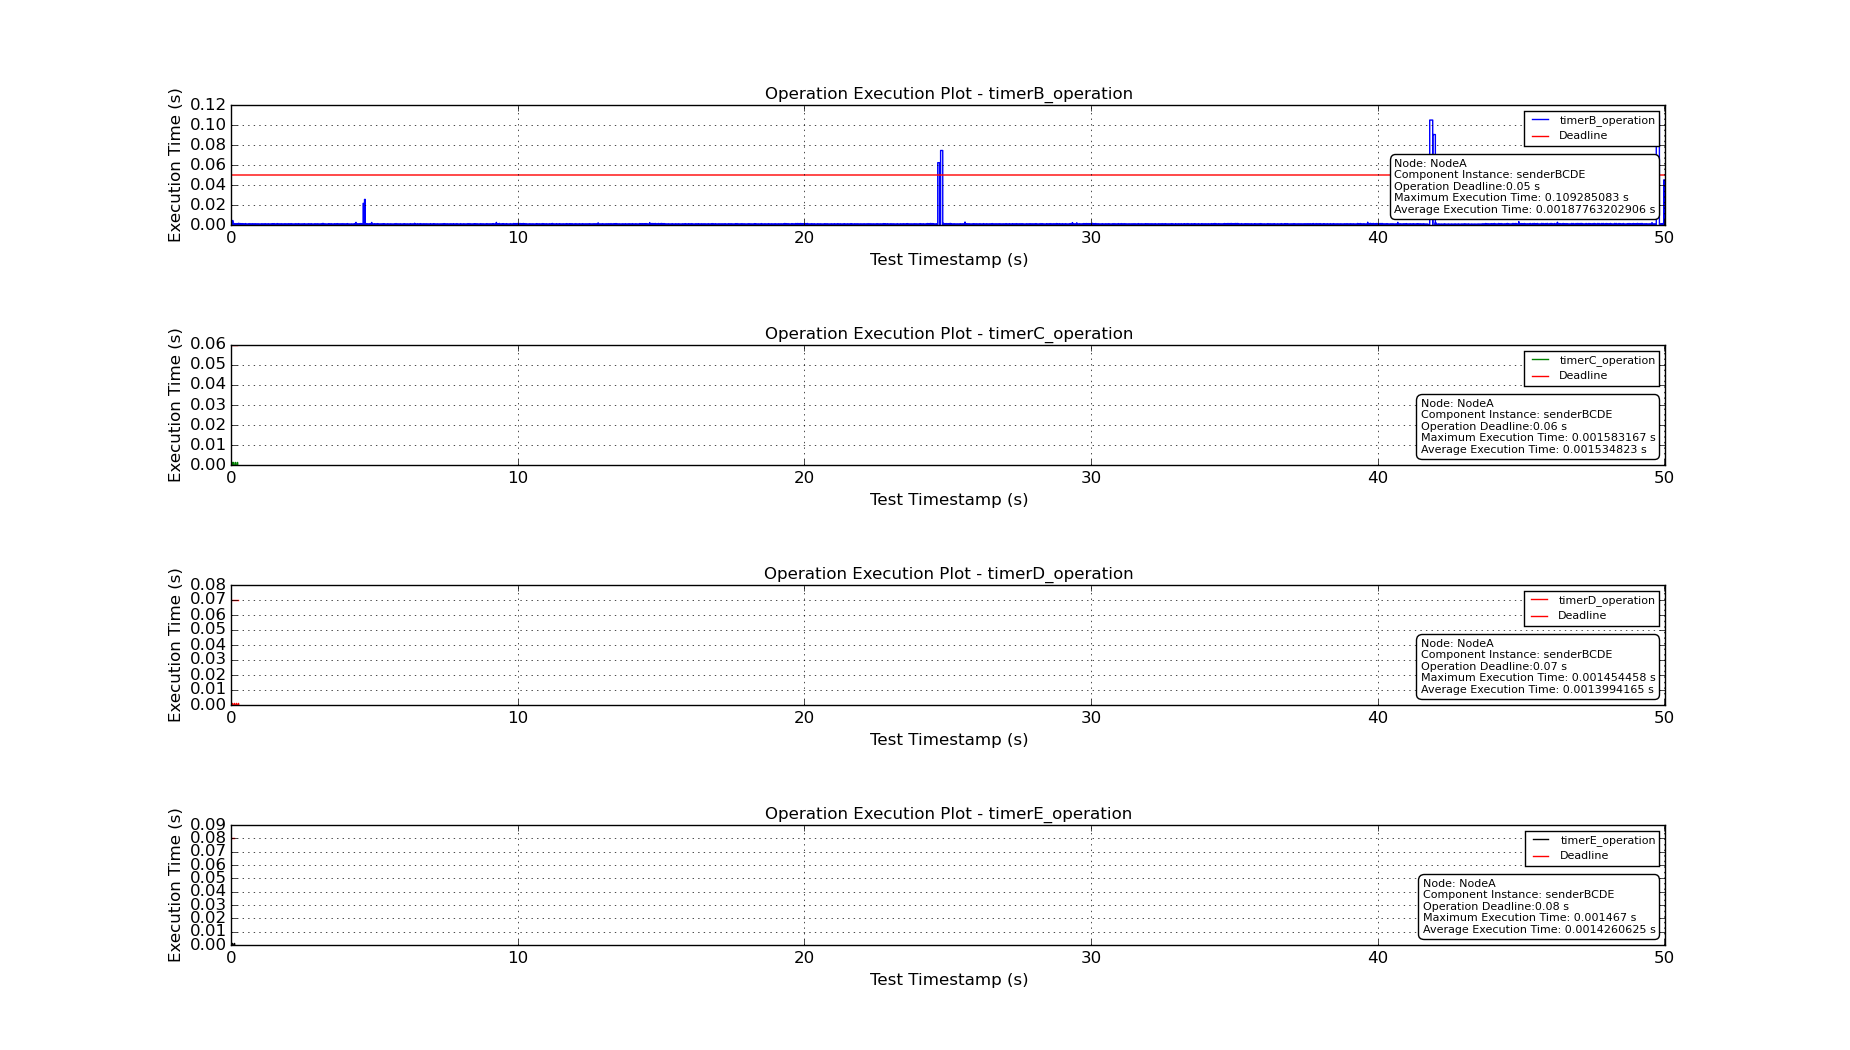 Operation Execution Plot - timerB_operation
Execution Time (s)
0.12
0.10
0.08
0.06
0.04
0.02
0.00
timerB_operation
Deadline
Node: NodeA
Component Instance: senderBCDE
Operation Deadline:0.05 s
Maximum Execution Time: 0.109285083 s
Average Execution Time: 0.00187763202906 s
0 10 20 30 40 50
Test Timestamp (s)
Operation Execution Plot - timerC_operation
Execution Time (s)
0.06
0.05
0.04
0.03
0.02
0.01
0.00
timerC_operation
Deadline
Node: NodeA
Component Instance: senderBCDE
Operation Deadline:0.06 s
Maximum Execution Time: 0.001583167 s
Average Execution Time: 0.001534823 s
0 10 20 30 40 50
Test Timestamp (s)
Operation Execution Plot - timerD_operation
Execution Time (s)
0.08
0.07
0.06
0.05
0.04
0.03
0.02
0.01
0.00
timerD_operation
Deadline
Node: NodeA
Component Instance: senderBCDE
Operation Deadline:0.07 s
Maximum Execution Time: 0.001454458 s
Average Execution Time: 0.0013994165 s
0 10 20 30 40 50
Test Timestamp (s)
Operation Execution Plot - timerE_operation
Execution Time (s)
0.09
0.08
0.07
0.06
0.05
0.04
0.03
0.02
0.01
0.00
timerE_operation
Deadline
Node: NodeA
Component Instance: senderBCDE
Operation Deadline:0.08 s
Maximum Execution Time: 0.001467 s
Average Execution Time: 0.0014260625 s
0 10 20 30 40 50
Test Timestamp (s)